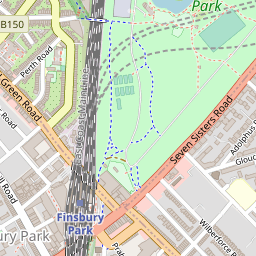 Park
B150
Perth Road
Green Road
East Coast Main Line
Seven Sisters Road
Adolphus
Glouc
Road
Finsbury
Park
bury Park
Wilberforce